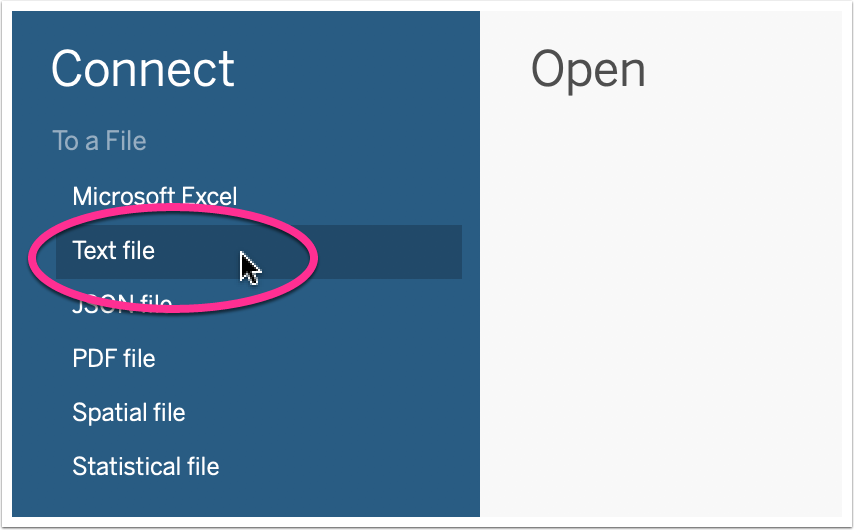 Connect
To a File
Microsoft Excel
Text file
JSON file
PDF file
Spatial file
Statistical file
Open